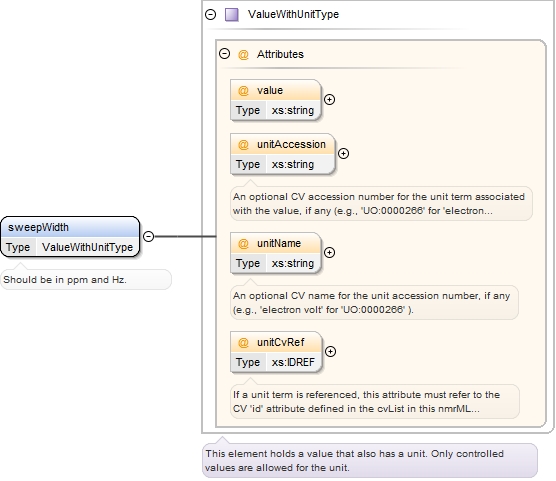 ValueWithUnitType
@ Attributes
@ value
Type xs:string
@ unitAccession
Type xs:string
An optional CV accession number for the unit term associated
with the value, if any (e.g., 'UO:0000266' for 'electron...
sweepWidth
Type ValueWithUnitType
Should be in ppm and Hz.
@ unitName
Type xs:string
An optional CV name for the unit accession number, if any
(e.g., 'electron volt' for 'UO:0000266' ).
@ unitCvRef
Type xs:IDREF
If a unit term is referenced, this attribute must refer to the
CV 'id' attribute defined in the cvList in this nmrML...
This element holds a value that also has a unit. Only controlled
values are allowed for the unit.